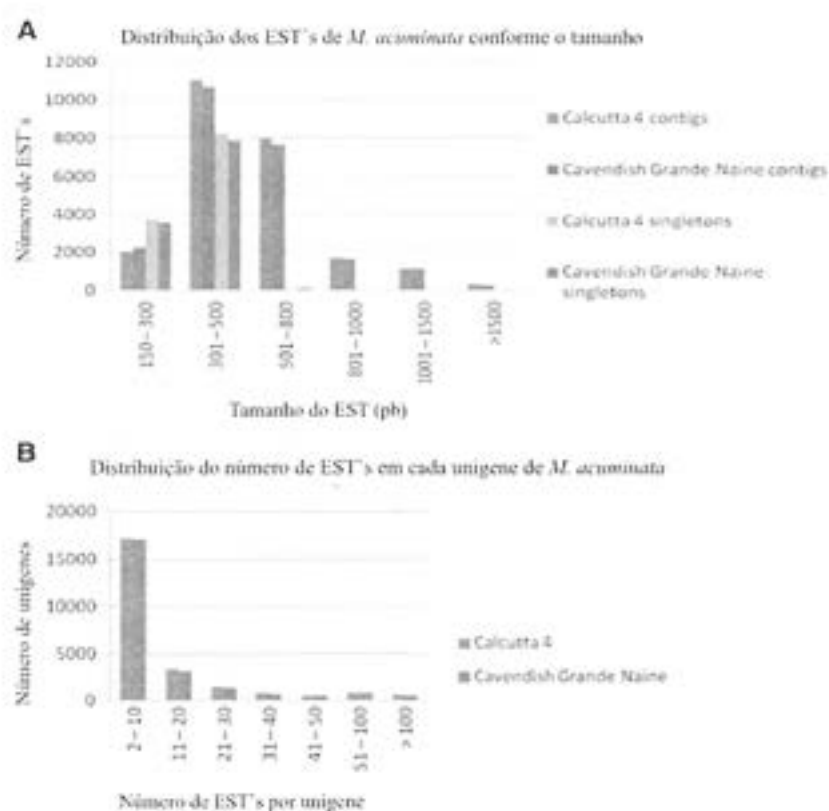 A
Distribuição dos EST´s de M. acuminata conforme o tamanho
Número de EST´s
12000
10000
8000
6000
4000
2000
0
150–300
301–500
501–800
801–1000
1001–1500
>1500
Tamanho do EST (pb)
Calcutta 4 contigs
Cavendish Grande Naine contigs
Calcutta 4 singletons
Cavendish Grande Naine
singletons
B
Distribuição do número de EST´s em cada unigene de M. acuminata
Número de unigenes
20000
15000
10000
5000
0
2–10
11–20
21–30
31–40
41–50
51–100
>100
Número de EST´s por unigene
Calcutta 4
Cavendish Grande Naine